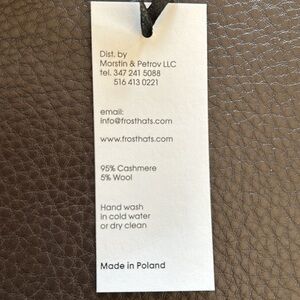 Dist. by
Morstin & Petrov LLC
tel. 347 241 5088
516 413 0221
email:
info@frosthats.com
www.frosthats.com
95% Cashmere
5% Wool
Hand wash
in cold water
or dry clean
Made in Poland